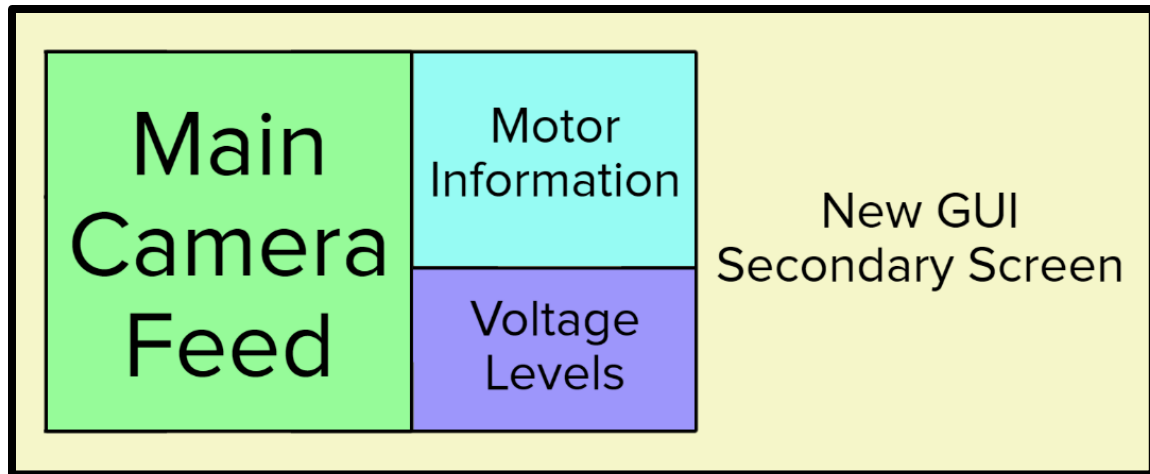 Main
Camera
Feed
Motor
Information
Voltage
Levels
New GUI
Secondary Screen